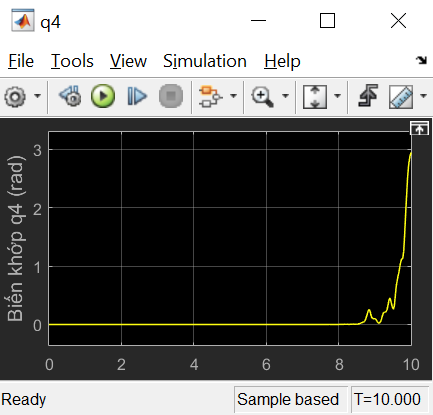 q4
File Tools View Simulation Help
Biến khớp q4 (rad)
3
2
1
0
0 2 4 6 8 10
Ready Sample based T=10.000